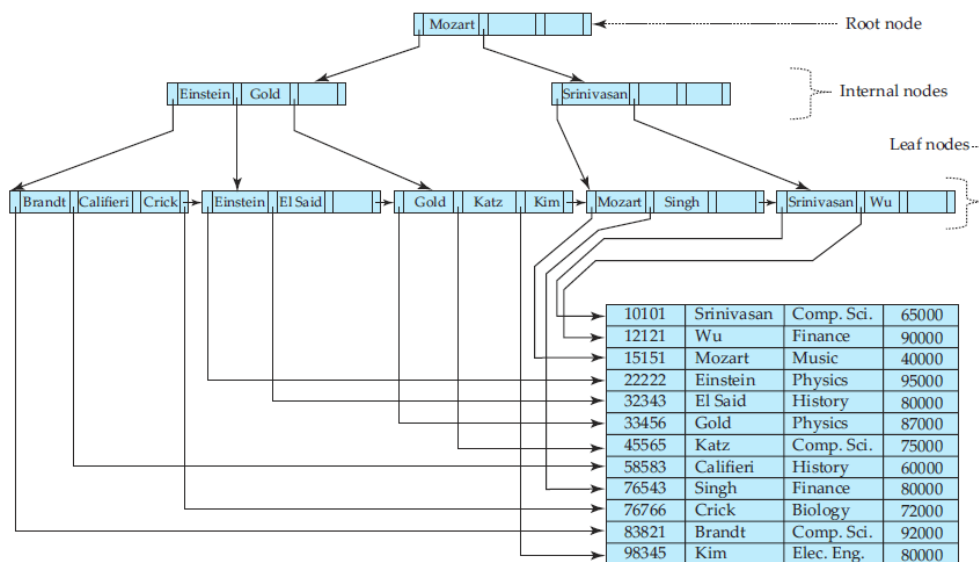 Mozart
Root node
Einstein Gold
Srinivasan
Internal nodes
Leaf nodes
Brandt Califieri Crick Einstein El Said Gold Katz Kim Mozart Singh Srinivasan Wu
10101 Srinivasan Comp. Sci. 65000
12121 Wu Finance 90000
15151 Mozart Music 40000
22222 Einstein Physics 95000
32343 El Said History 80000
33456 Gold Physics 87000
45565 Katz Comp. Sci. 75000
58583 Califieri History 60000
76543 Singh Finance 80000
76766 Crick Biology 72000
83821 Brandt Comp. Sci. 92000
98345 Kim Elec. Eng. 80000